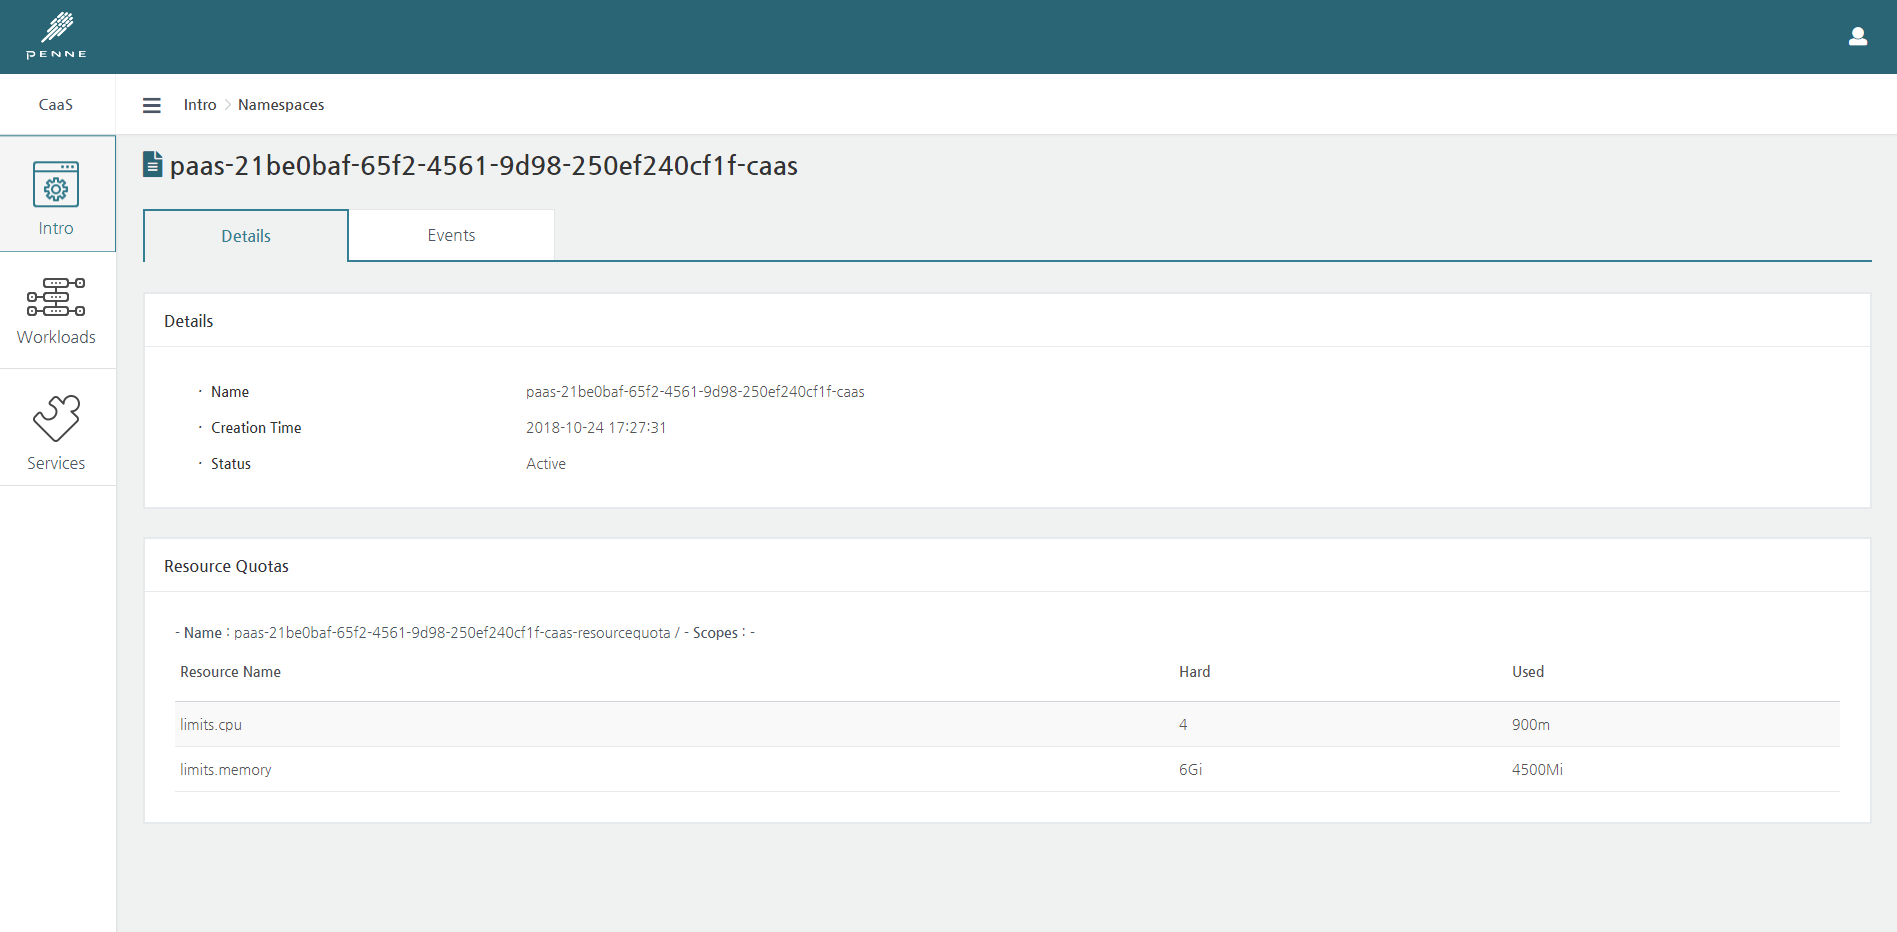 PENNE
CaaS
Intro > Namespaces
Intro
Workloads
Services
paas-21be0baf-65f2-4561-9d98-250ef240cf1f-caas
Details Events
Details
· Name paas-21be0baf-65f2-4561-9d98-250ef240cf1f-caas
· Creation Time 2018-10-24 17:27:31
· Status Active
Resource Quotas
- Name : paas-21be0baf-65f2-4561-9d98-250ef240cf1f-caas-resourcequota / - Scopes : -
Resource Name Hard Used
limits.cpu 4 900m
limits.memory 6Gi 4500Mi